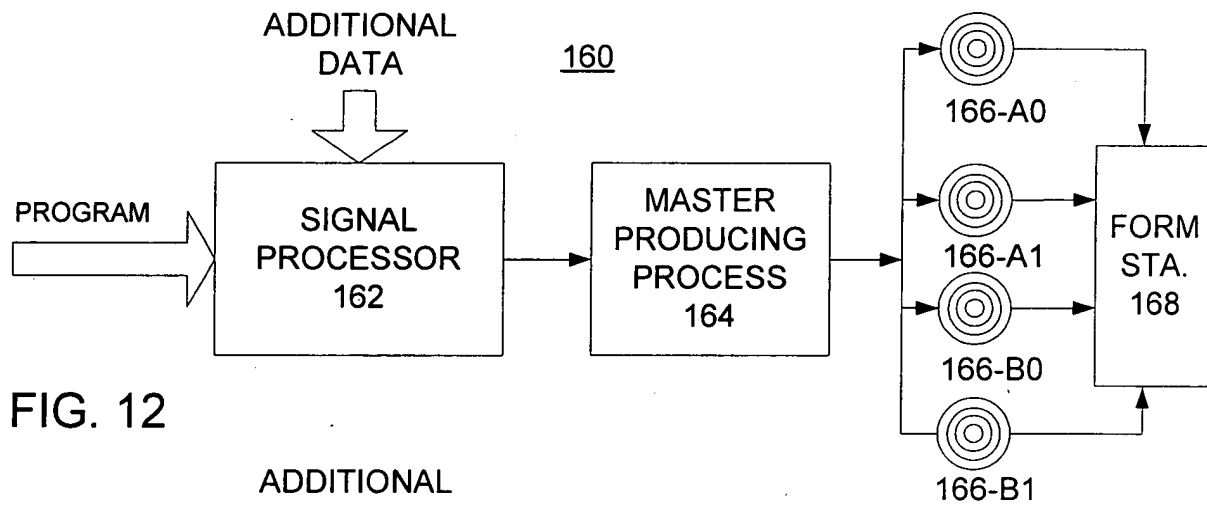 ADDITIONAL
DATA
160
PROGRAM
SIGNAL
PROCESSOR
162
MASTER
PRODUCING
PROCESS
164
166-A0
166-A1
166-B0
166-B1
FORM
STA.
168
FIG. 12
ADDITIONAL